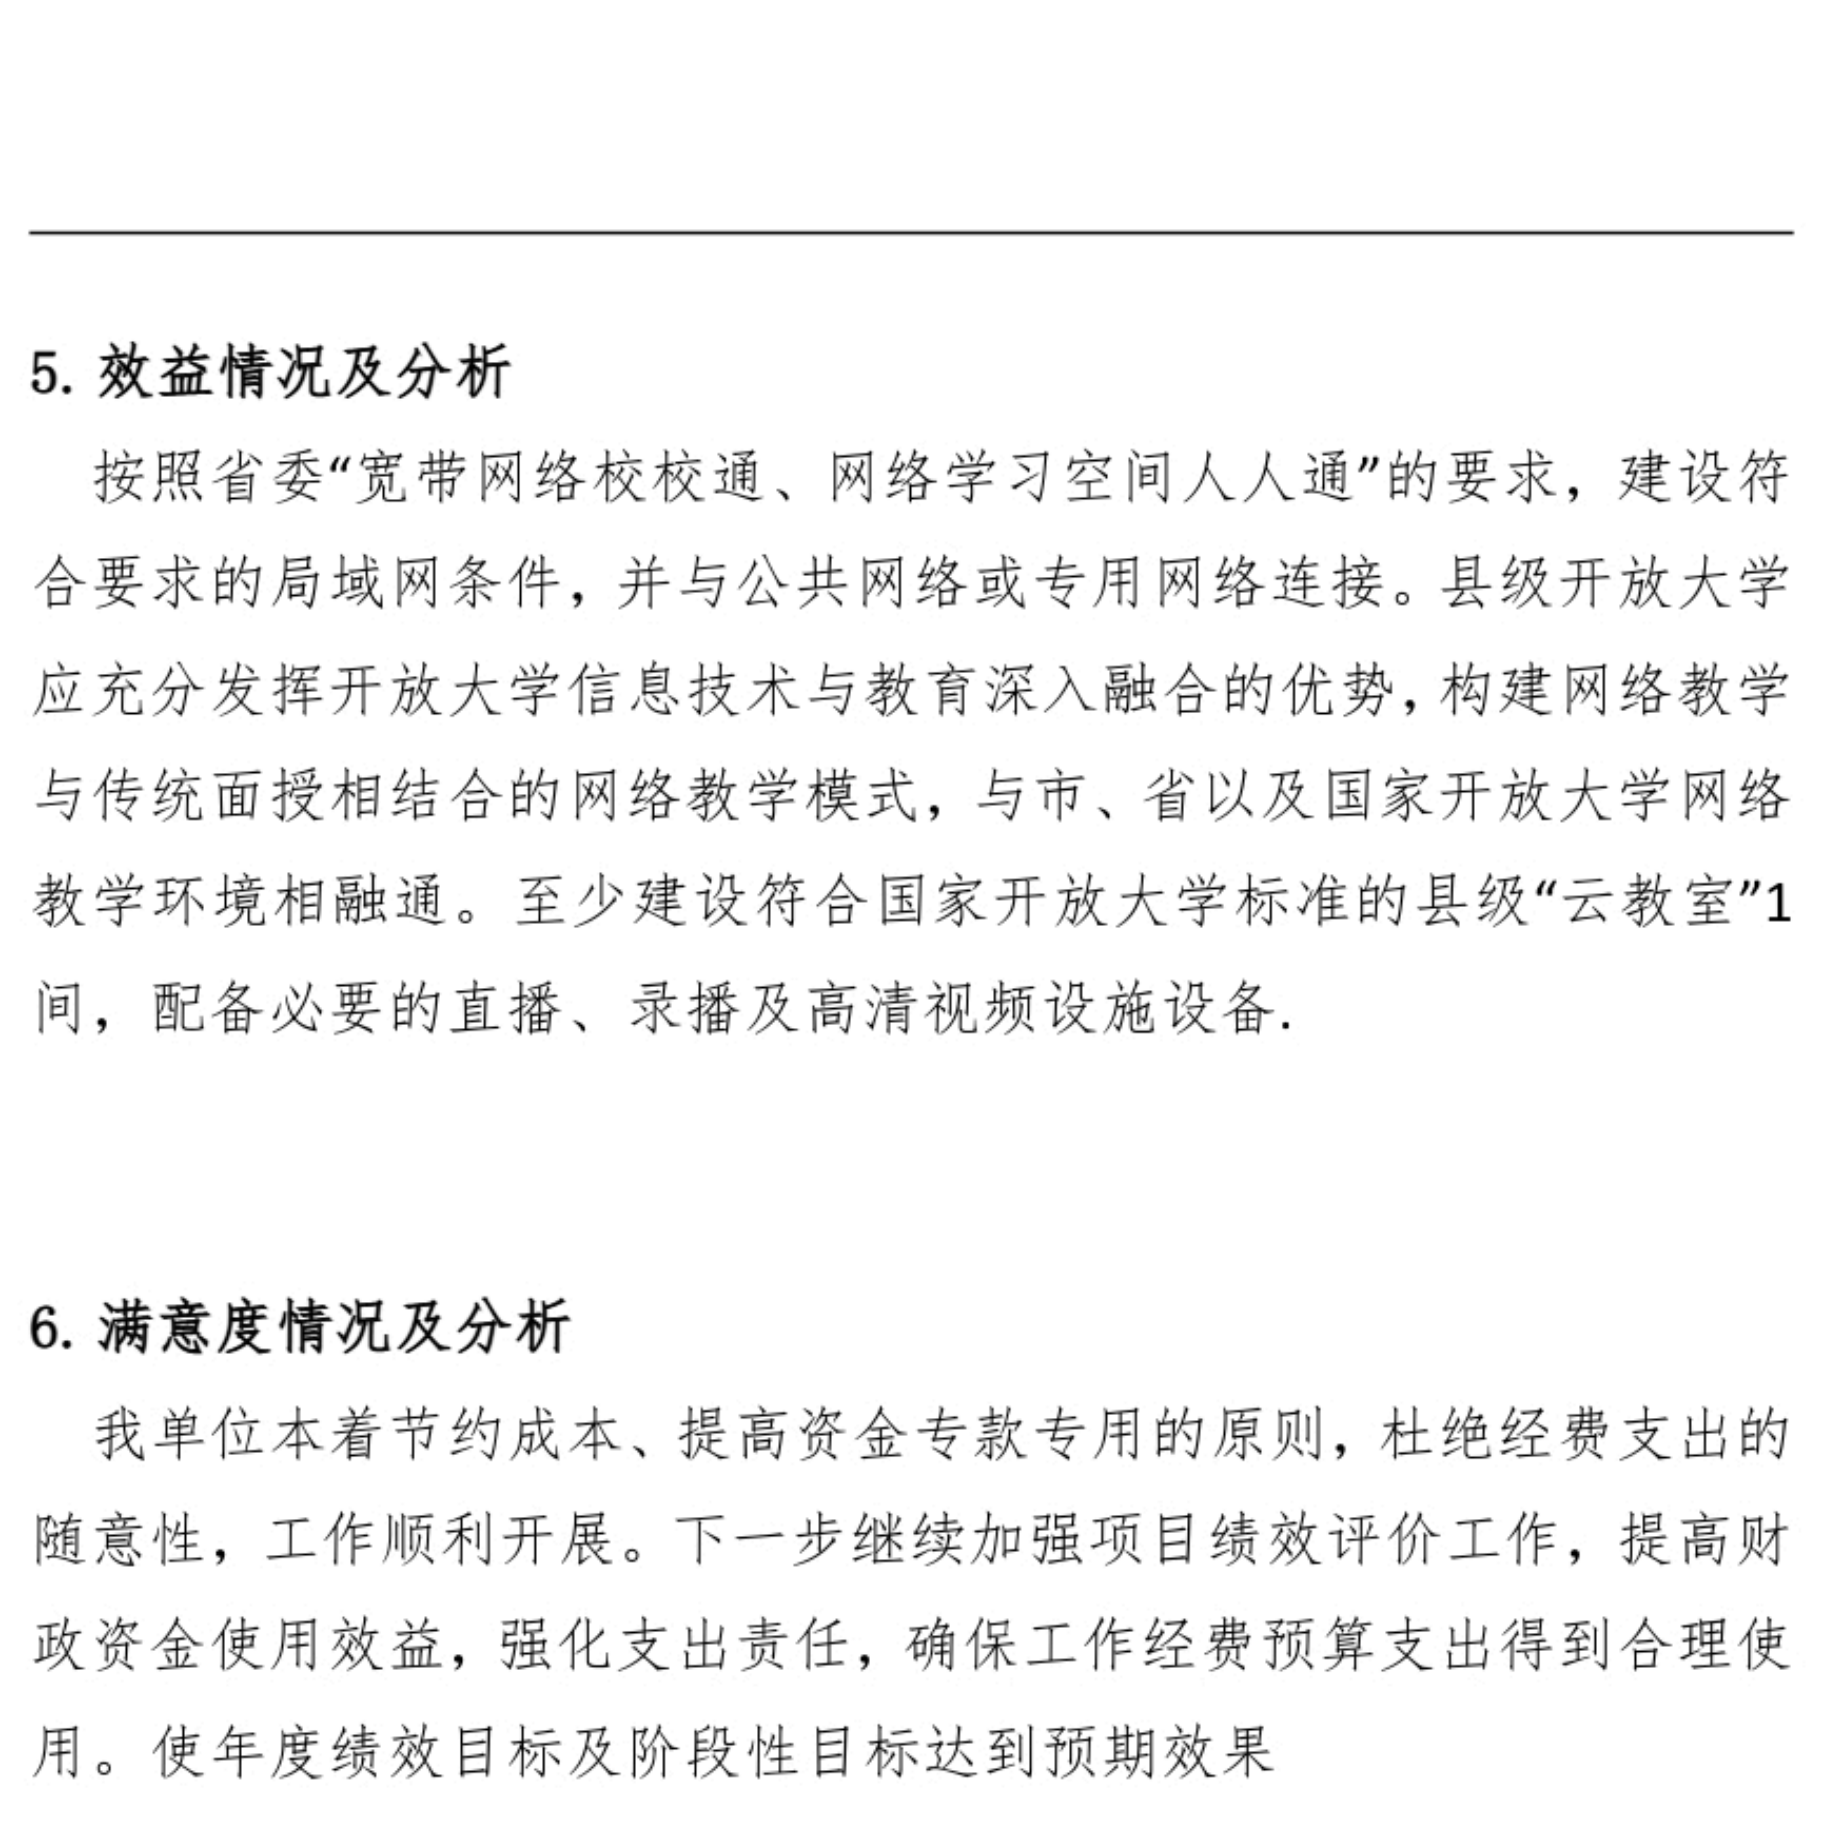 5. 效益情况及分析
按照省委“宽带网络校校通、网络学习空间人人通”的要求，建设符
合要求的局域网条件，并与公共网络或专用网络连接。县级开放大学
应充分发挥开放大学信息技术与教育深入融合的优势，构建网络教学
与传统面授相结合的网络教学模式，与市、省以及国家开放大学网络
教学环境相融通。至少建设符合国家开放大学标准的县级“云教室”1
间，配备必要的直播、录播及高清视频设施设备.
6. 满意度情况及分析
我单位本着节约成本、提高资金专款专用的原则，杜绝经费支出的
随意性，工作顺利开展。下一步继续加强项目绩效评价工作，提高财
政资金使用效益，强化支出责任，确保工作经费预算支出得到合理使
用。使年度绩效目标及阶段性目标达到预期效果